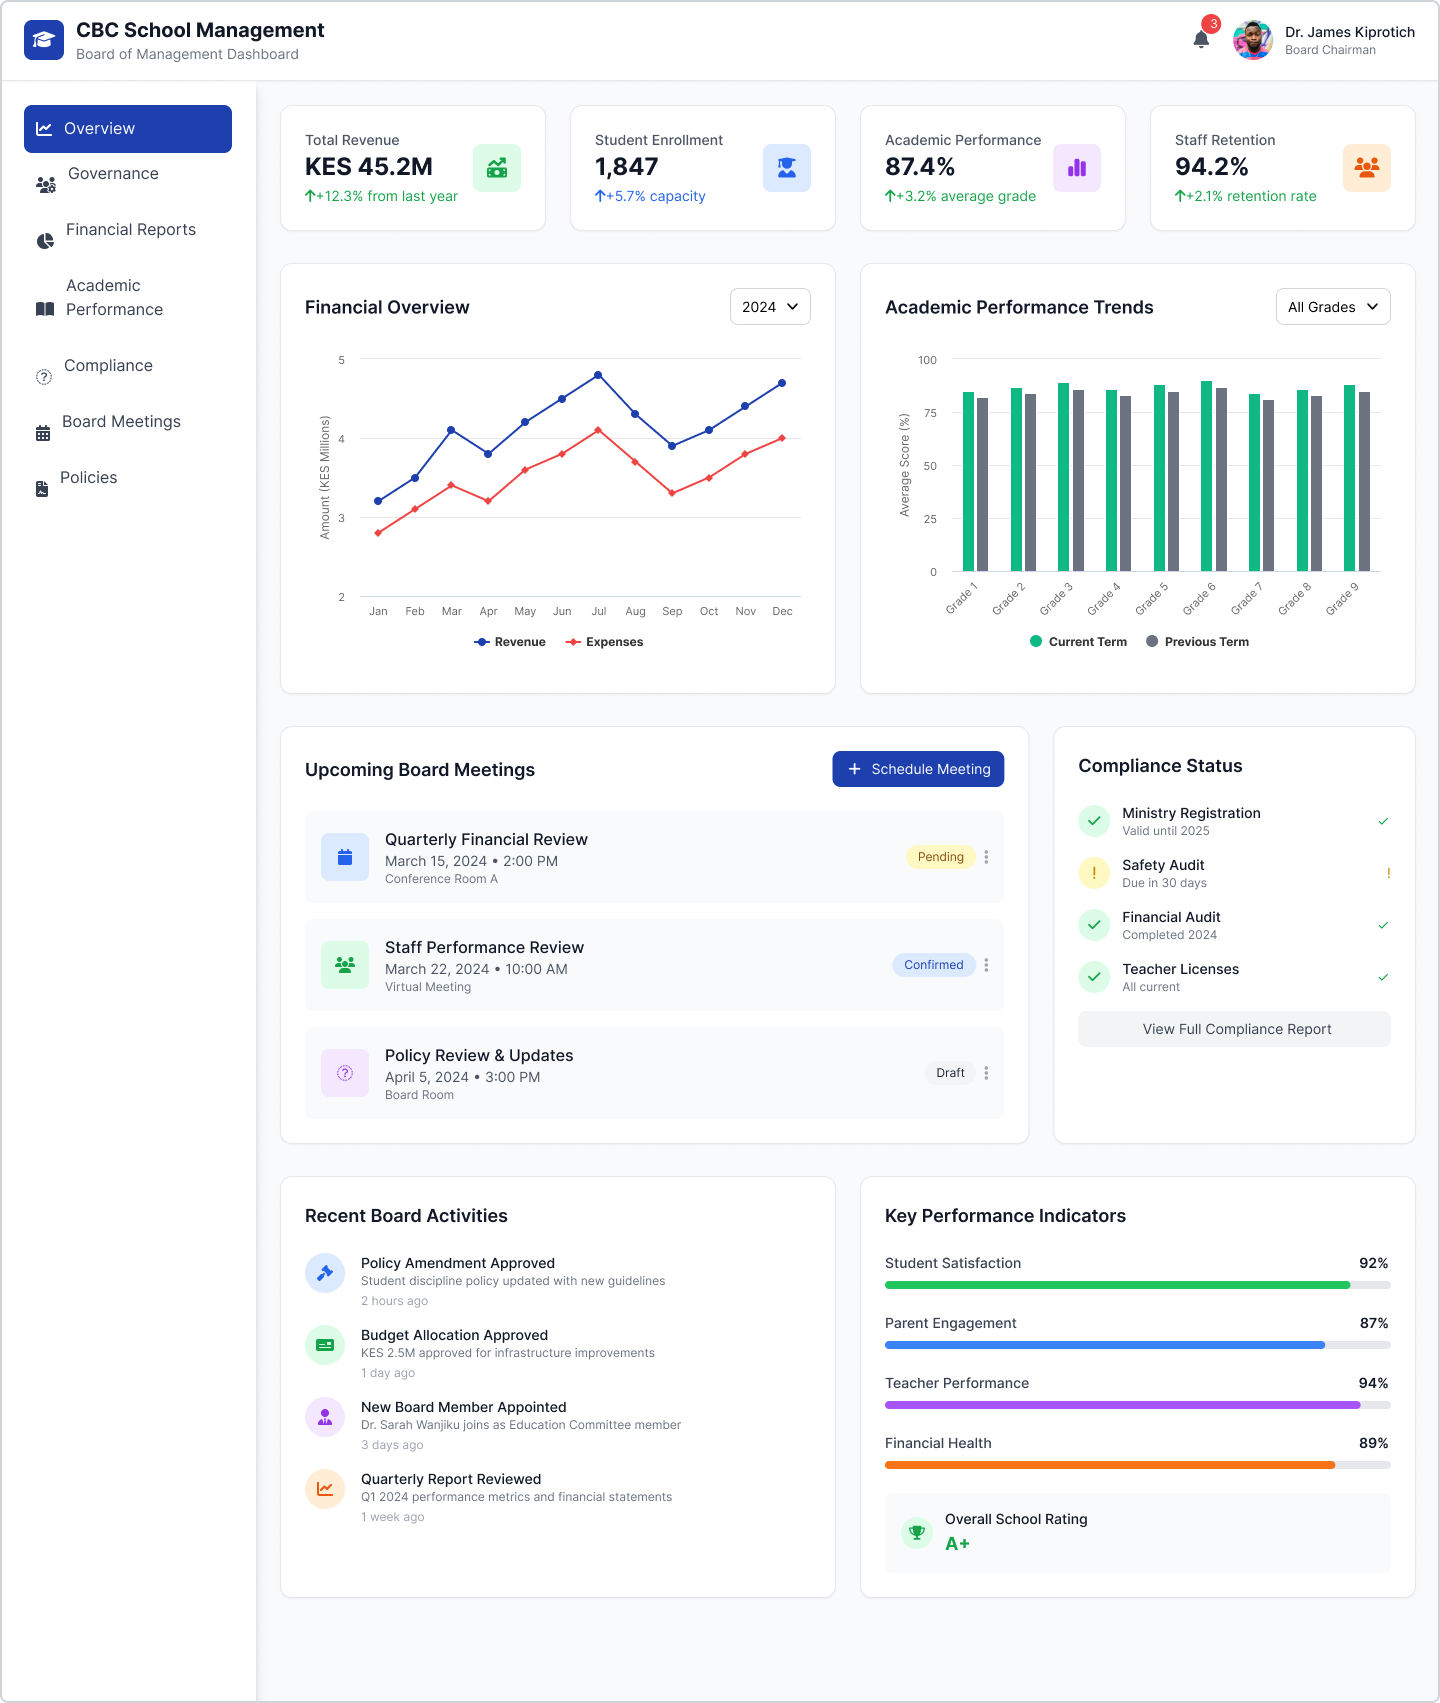 CBC School Management
Board of Management Dashboard
3
Dr. James Kiprotich
Board Chairman
Overview
Governance
Financial Reports
Academic
Performance
Compliance
Board Meetings
Policies
Total Revenue
KES 45.2M
+12.3% from last year
Student Enrollment
1,847
+5.7% capacity
Academic Performance
87.4%
+3.2% average grade
Staff Retention
94.2%
+2.1% retention rate
Financial Overview
2024
Amount (KES Millions)
5
4
3
2
Jan Feb Mar Apr May Jun Jul Aug Sep Oct Nov Dec
Revenue Expenses
Academic Performance Trends
All Grades
Average Score (%)
100
75
50
25
0
Grade 1 Grade 2 Grade 3 Grade 4 Grade 5 Grade 6 Grade 7 Grade 8 Grade 9
Current Term Previous Term
Upcoming Board Meetings
Schedule Meeting
Quarterly Financial Review
March 15, 2024 • 2:00 PM
Conference Room A
Pending
Staff Performance Review
March 22, 2024 • 10:00 AM
Virtual Meeting
Confirmed
Policy Review & Updates
April 5, 2024 • 3:00 PM
Board Room
Draft
Compliance Status
Ministry Registration
Valid until 2025
Safety Audit
Due in 30 days
Financial Audit
Completed 2024
Teacher Licenses
All current
View Full Compliance Report
Recent Board Activities
Policy Amendment Approved
Student discipline policy updated with new guidelines
2 hours ago
Budget Allocation Approved
KES 2.5M approved for infrastructure improvements
1 day ago
New Board Member Appointed
Dr. Sarah Wanjiku joins as Education Committee member
3 days ago
Quarterly Report Reviewed
Q1 2024 performance metrics and financial statements
1 week ago
Key Performance Indicators
Student Satisfaction 92%
Parent Engagement 87%
Teacher Performance 94%
Financial Health 89%
Overall School Rating
A+